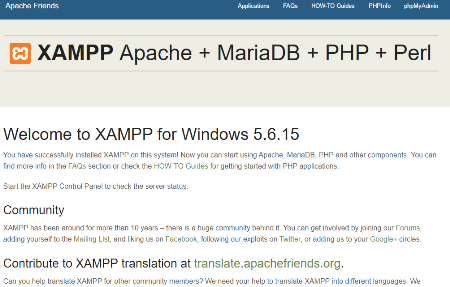 Apache Friends Applications FAQs HOW-TO Guides PHPInfo phpMyAdmin
XAMPP Apache + MariaDB + PHP + Perl
Welcome to XAMPP for Windows 5.6.15
You have successfully installed XAMPP on this system! Now you can start using Apache, MariaDB, PHP and other components. You can
find more info in the FAQs section or check the HOW TO Guides for getting started with PHP applications.
Start the XAMPP Control Panel to check the server status.
Community
XAMPP has been around for more than 10 years – there is a huge community behind it. You can get involved by joining our Forums,
adding yourself to the Mailing List, and liking us on Facebook, following our exploits on Twitter, or adding us to your Google+ circles.
Contribute to XAMPP translation at translate.apachefriends.org.
Can you help translate XAMPP for other community members? We need your help to translate XAMPP into different languages. We